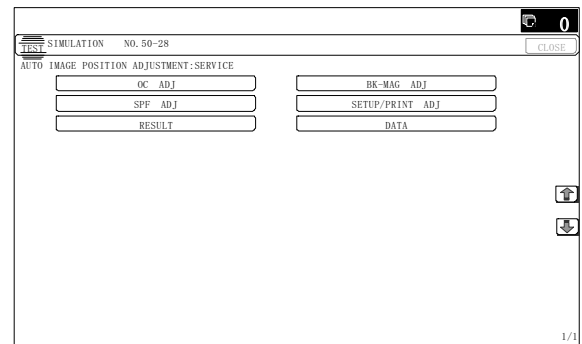 0
TEST SIMULATION NO.50-28 CLOSE
AUTO IMAGE POSITION ADJUSTMENT:SERVICE
OC ADJ BK-MAG ADJ
SPF ADJ SETUP/PRINT ADJ
RESULT DATA
1/1